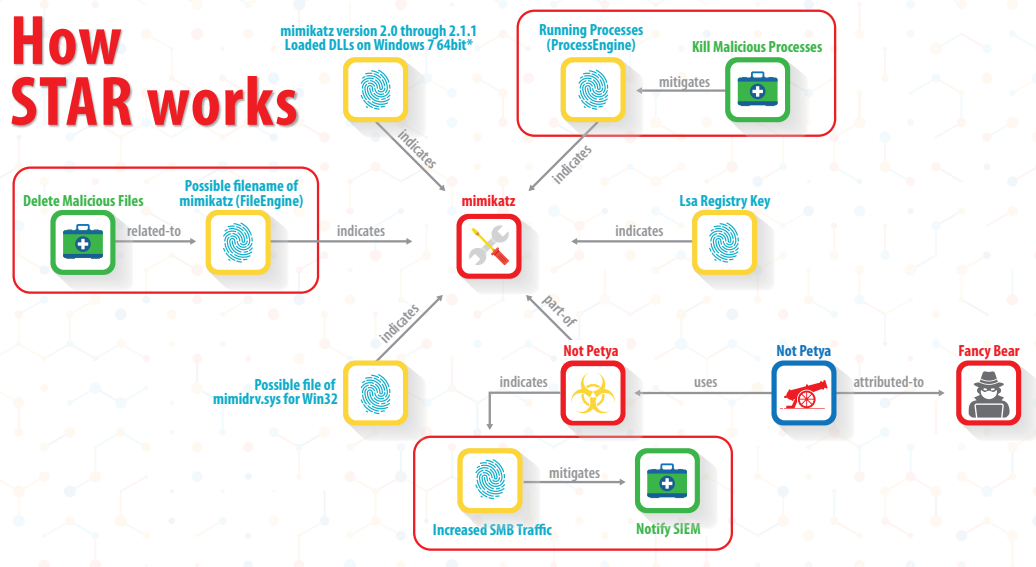 How
STAR works
mimikatz version 2.0 through 2.1.1
Loaded DLLs on Windows 7 64bit*
Running Processes
(ProcessEngine)
Kill Malicious Processes
mitigates
indicates
indicates
Delete Malicious Files
Possible filename of
mimikatz (FileEngine)
related-to
indicates
mimikatz
Lsa Registry Key
indicates
indicates
part-of
Possible file of
mimidrv.sys for Win32
Not Petya
indicates
uses
Not Petya
attributed-to
Fancy Bear
mitigates
Increased SMB Traffic
Notify SIEM